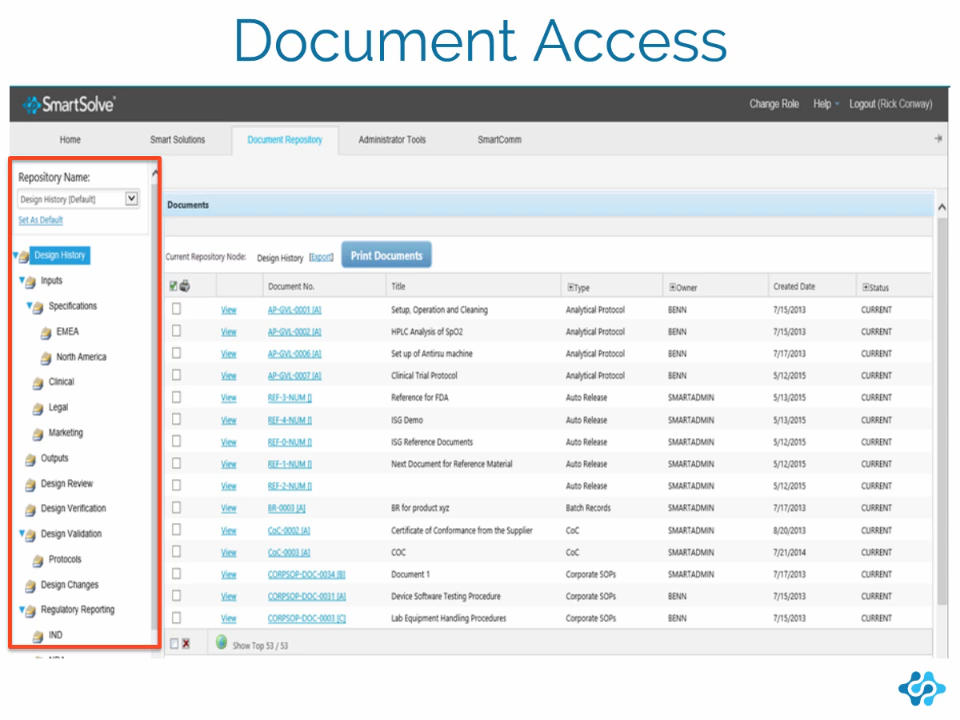 Document Access
SmartSolve
Change Role Help Logout (Rick Conway)
Home Smart Solutions Document Repository Administrator Tools SmartComm
Repository Name:
Design History [Default]
Set As Default
Design History
Inputs
Specifications
EMEA
North America
Clinical
Legal
Marketing
Outputs
Design Review
Design Verification
Design Validation
Protocols
Design Changes
Regulatory Reporting
IND
Documents
Current Repository Node: Design History [Export] Print Documents
Document No. Title Type Owner Created Date Status
View AP-GVL-0001 [A] Setup, Operation and Cleaning Analytical Protocol BENN 7/15/2013 CURRENT
View AP-GVL-0002 [A] HPLC Analysis of SpO2 Analytical Protocol BENN 7/15/2013 CURRENT
View AP-GVL-0006 [A] Set up of Antirsu machine Analytical Protocol BENN 7/17/2013 CURRENT
View AP-GVL-0007 [A] Clinical Trial Protocol Analytical Protocol BENN 5/12/2015 CURRENT
View REF-3-NUM [] Reference for FDA Auto Release SMARTADMIN 5/13/2015 CURRENT
View REF-4-NUM [] ISG Demo Auto Release SMARTADMIN 5/13/2015 CURRENT
View REF-0-NUM [] ISG Reference Documents Auto Release SMARTADMIN 5/12/2015 CURRENT
View REF-1-NUM [] Next Document for Reference Material Auto Release SMARTADMIN 5/12/2015 CURRENT
View REF-2-NUM [] Auto Release SMARTADMIN 5/12/2015 CURRENT
View BR-0003 [A] BR for product xyz Batch Records SMARTADMIN 7/17/2013 CURRENT
View CoC-0002 [A] Certificate of Conformance from the Supplier CoC SMARTADMIN 8/20/2013 CURRENT
View CoC-0003 [A] COC CoC SMARTADMIN 7/21/2014 CURRENT
View CORPSOP-DOC-0034 [B] Document 1 Corporate SOPs SMARTADMIN 7/17/2013 CURRENT
View CORPSOP-DOC-0031 [A] Device Software Testing Procedure Corporate SOPs BENN 7/17/2013 CURRENT
View CORPSOP-DOC-0003 [C] Lab Equipment Handling Procedures Corporate SOPs BENN 7/15/2013 CURRENT
Show Top 53 / 53